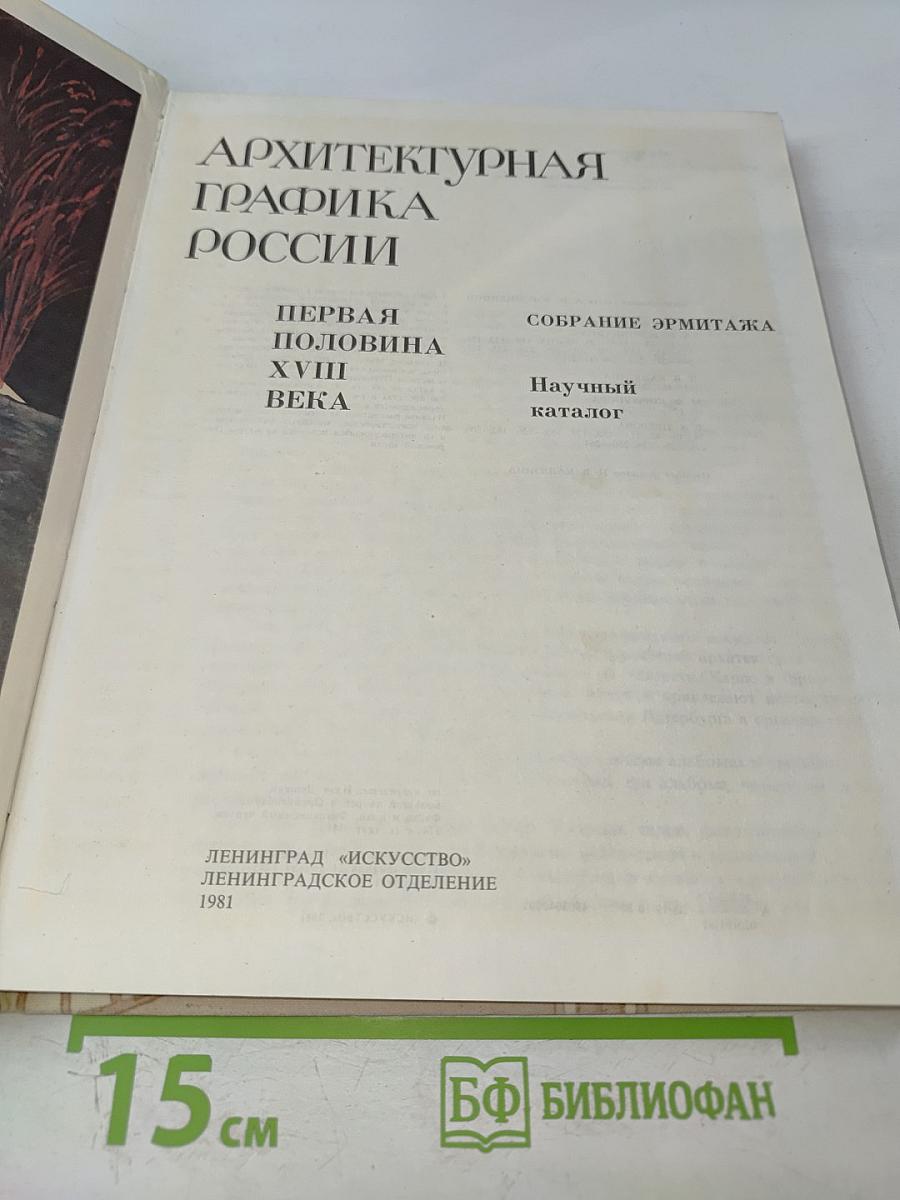 АРХИТЕКТУРНАЯ
ГРАФИКА
РОССИИ
ПЕРВАЯ
ПОЛОВИНА
XVIII
ВЕКА
СОБРАНИЕ ЭРМИТАЖА
Научный
каталог
ЛЕНИНГРАД «ИСКУССТВО»
ЛЕНИНГРАДСКОЕ ОТДЕЛЕНИЕ
1981
15 см
БФ БИБЛИОФАН